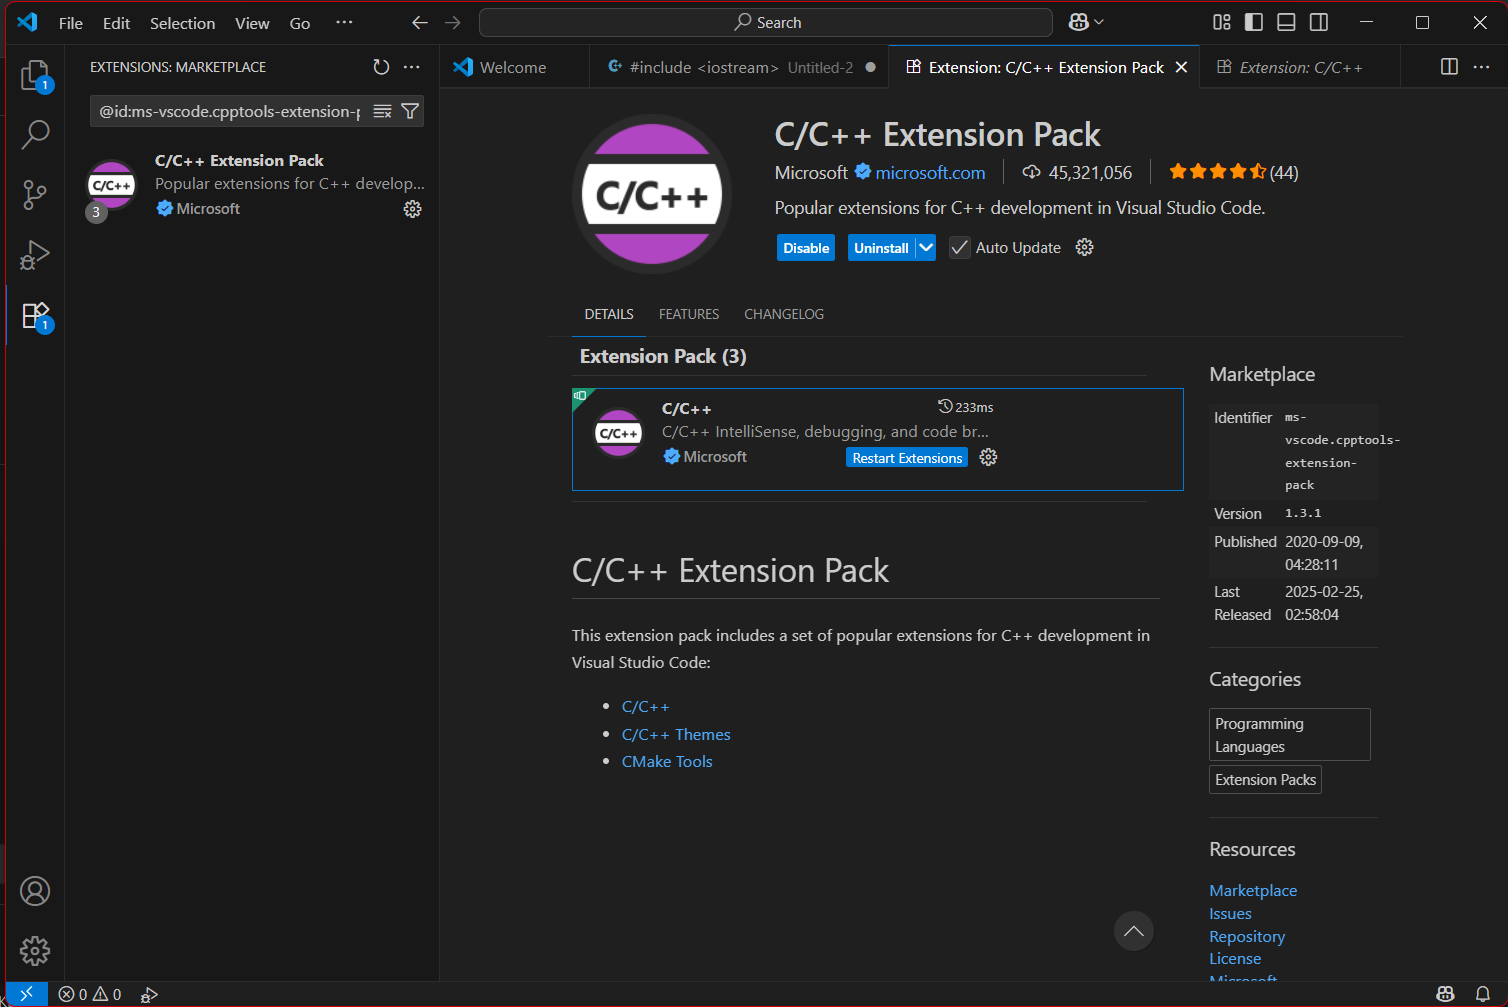 File Edit Selection View Go ···
Search
EXTENSIONS: MARKETPLACE
Welcome
#include <iostream> Untitled-2
Extension: C/C++ Extension Pack
Extension: C/C++
1
@id:ms-vscode.cpptools-extension-p
C/C++
3
C/C++ Extension Pack
Popular extensions for C++ develop...
Microsoft
1
C/C++
C/C++ Extension Pack
Microsoft microsoft.com 45,321,056 (44)
Popular extensions for C++ development in Visual Studio Code.
Disable Uninstall Auto Update
DETAILS FEATURES CHANGELOG
Extension Pack (3)
C/C++
C/C++ 233ms
C/C++ IntelliSense, debugging, and code br...
Microsoft Restart Extensions
C/C++ Extension Pack
This extension pack includes a set of popular extensions for C++ development in
Visual Studio Code:
• C/C++
• C/C++ Themes
• CMake Tools
Marketplace
Identifier ms-
vscode.cpptools-
extension-
pack
Version 1.3.1
Published 2020-09-09,
04:28:11
Last 2025-02-25,
Released 02:58:04
Categories
Programming
Languages
Extension Packs
Resources
Marketplace
Issues
Repository
License
Microsoft
0 0